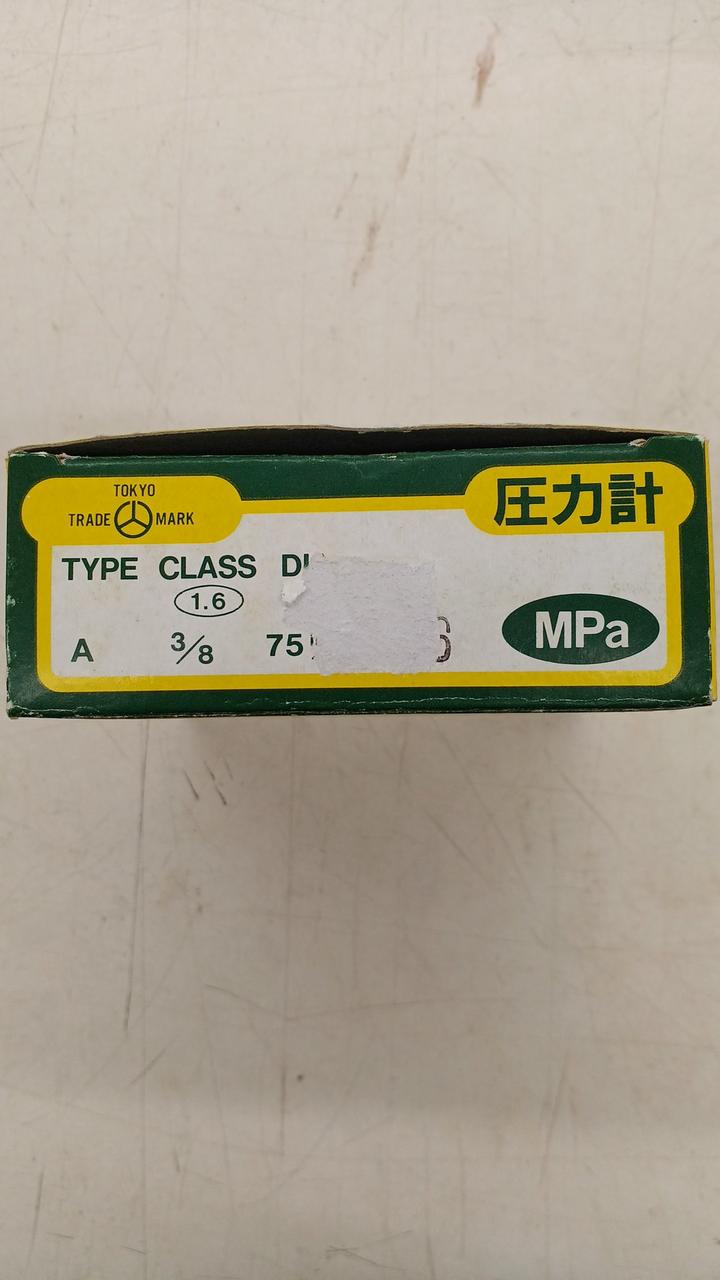 TOKYO
TRADE MARK
圧力計
TYPE CLASS
1.6
A 3/8 75
MPa